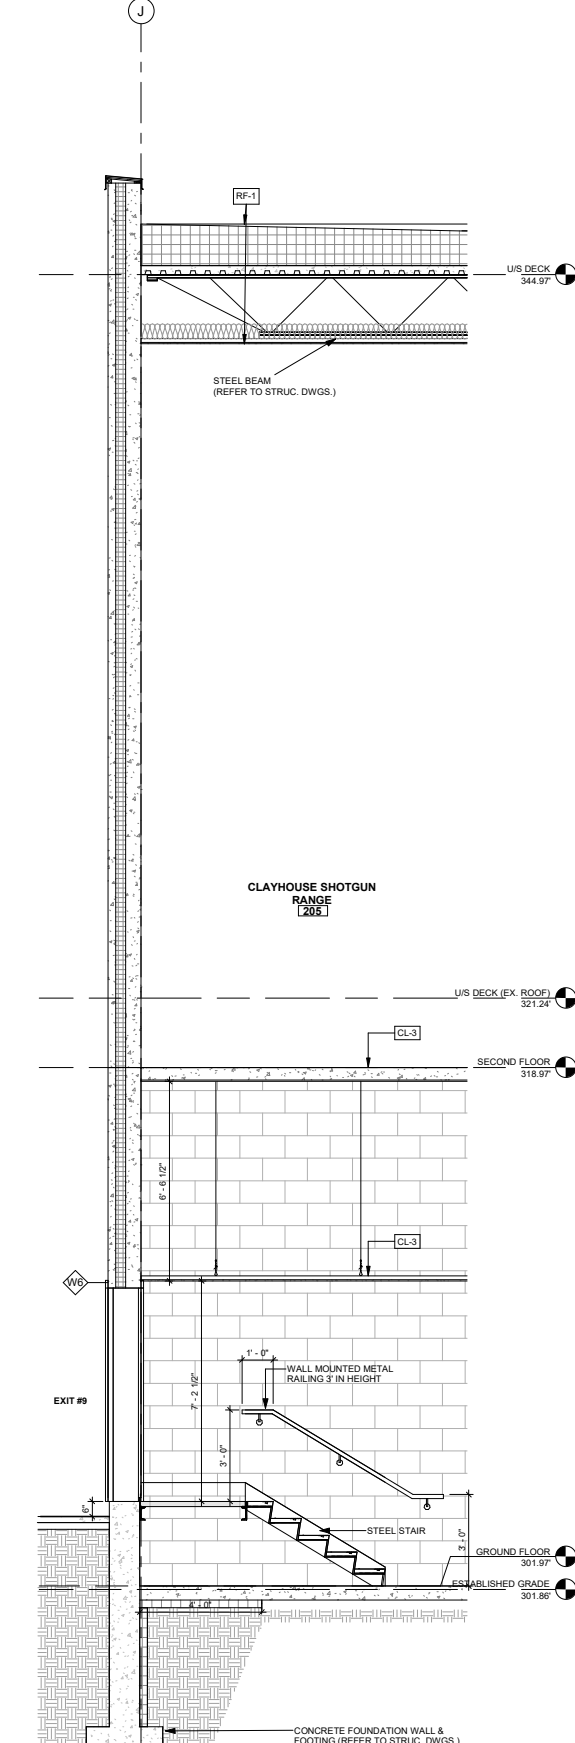 J
RF-1
U/S DECK
344.97'
STEEL BEAM
(REFER TO STRUC. DWGS.)
CLAYHOUSE SHOTGUN
RANGE
205
U/S DECK (EX. ROOF)
321.24'
CL-3
SECOND FLOOR
318.97'
6' - 6 1/2"
CL-3
W6
1' - 0"
WALL MOUNTED METAL
RAILING 3' IN HEIGHT
EXIT #9
7' - 2 1/2"
3' - 0"
6"
STEEL STAIR
3' - 0"
GROUND FLOOR
301.97'
ESTABLISHED GRADE
301.86'
4' - 0"
CONCRETE FOUNDATION WALL &
FOOTING (REFER TO STRUC. DWGS.)